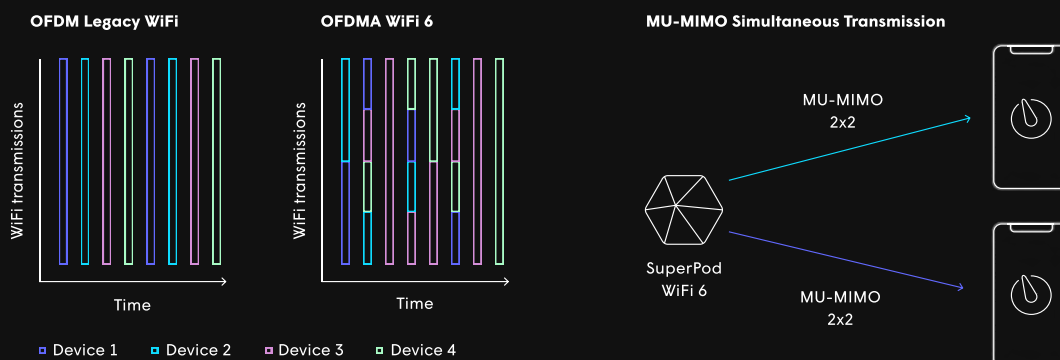 OFDM Legacy WiFi
WiFi transmissions
Time
OFDMA WiFi 6
WiFi transmissions
Time
Device 1
Device 2
Device 3
Device 4
MU-MIMO Simultaneous Transmission
MU-MIMO
2x2
SuperPod
WiFi 6
MU-MIMO
2x2